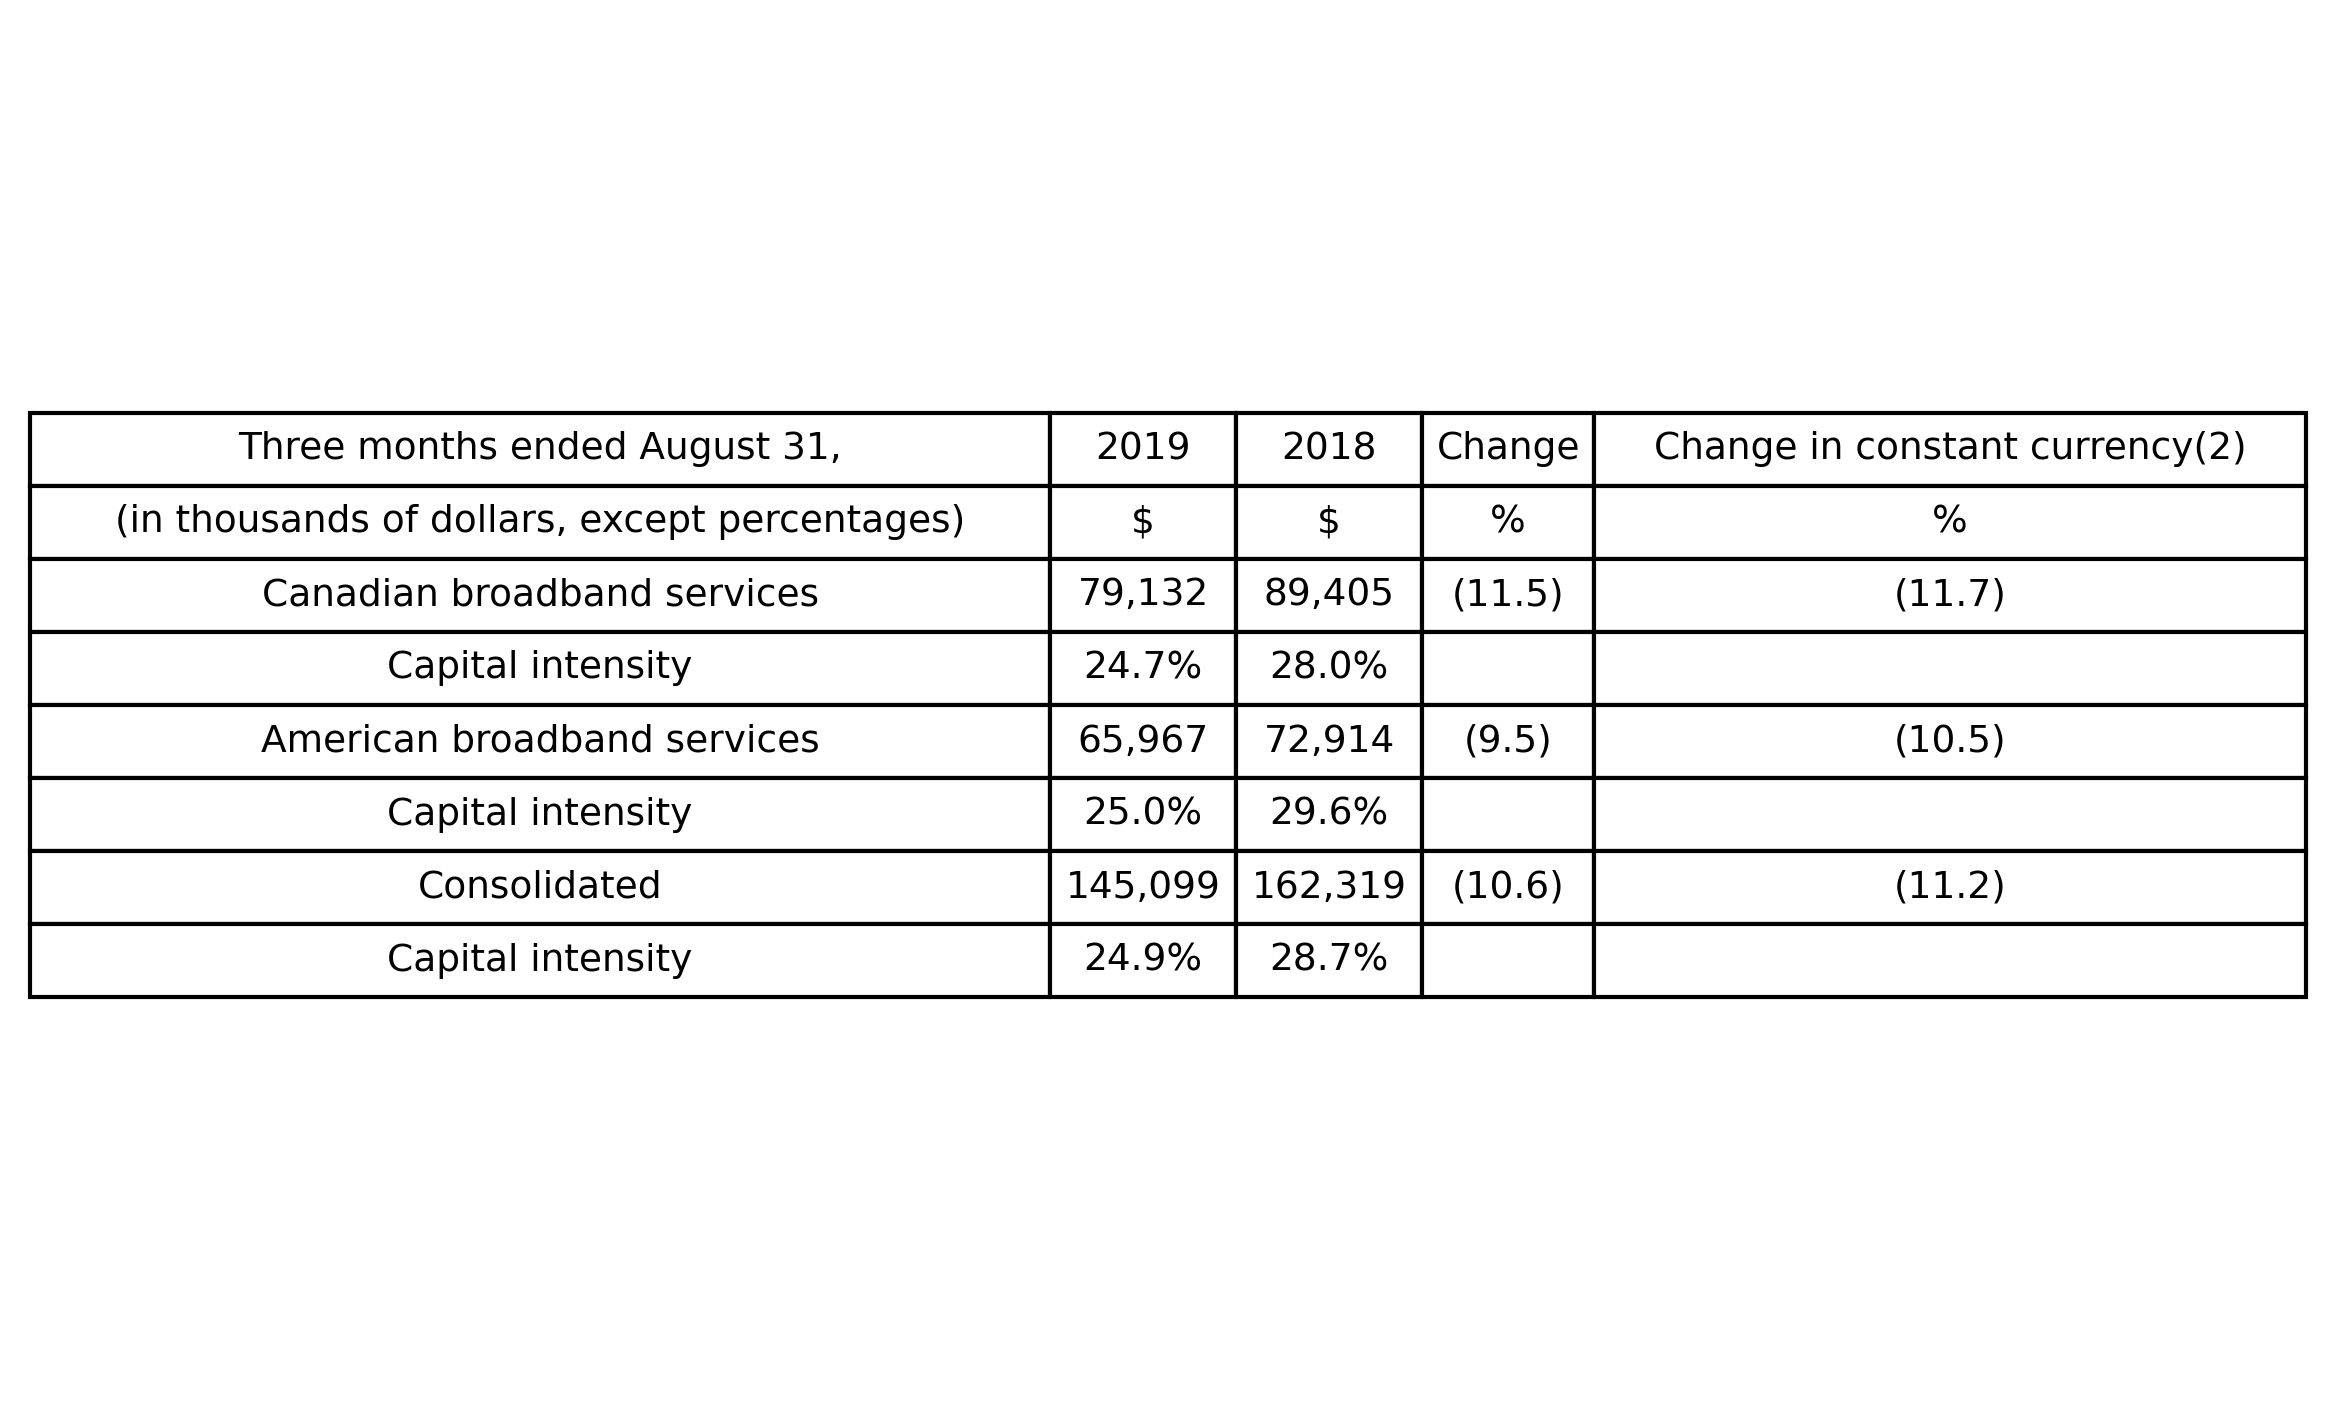 Three months ended August 31, 2019 2018 Change Change in constant currency(2)
(in thousands of dollars, except percentages) $ $ % %
Canadian broadband services 79,132 89,405 (11.5) (11.7)
Capital intensity 24.7% 28.0%
American broadband services 65,967 72,914 (9.5) (10.5)
Capital intensity 25.0% 29.6%
Consolidated 145,099 162,319 (10.6) (11.2)
Capital intensity 24.9% 28.7%